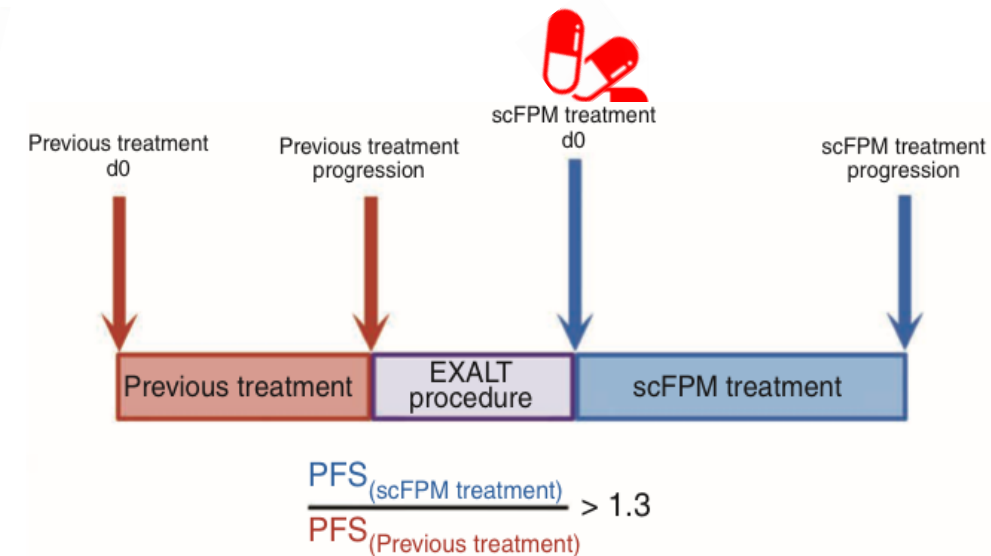 scFPM treatment
d0
Previous treatment
d0
Previous treatment
progression
scFPM treatment
progression
Previous treatment
EXALT
procedure
scFPM treatment
PFS(scFPM treatment)
> 1.3
PFS(Previous treatment)